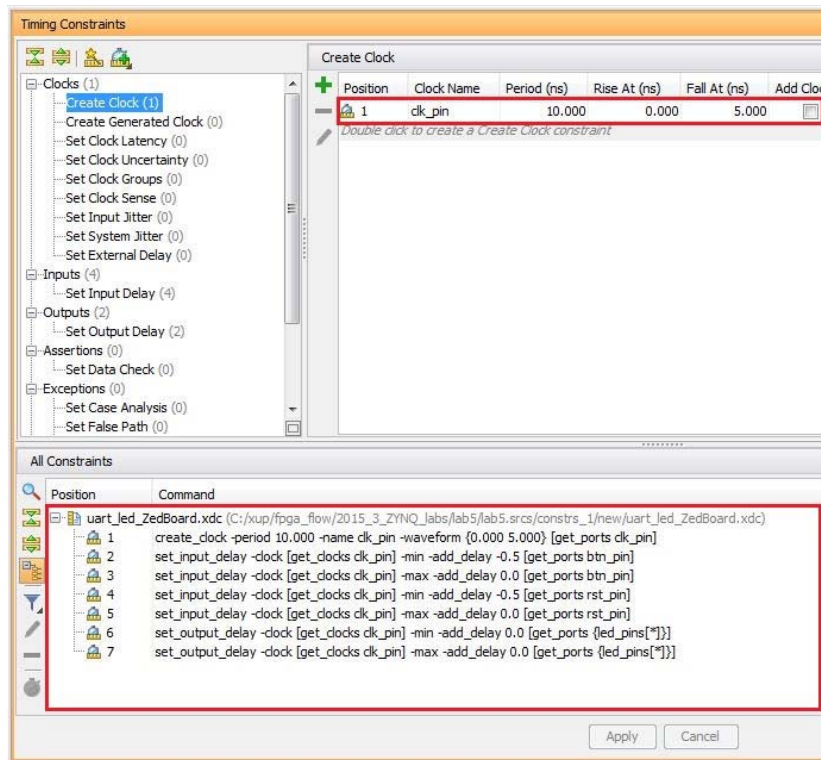 Timing Constraints
Clocks (1)
Create Clock (1)
Create Generated Clock (0)
Set Clock Latency (0)
Set Clock Uncertainty (0)
Set Clock Groups (0)
Set Clock Sense (0)
Set Input Jitter (0)
Set System Jitter (0)
Set External Delay (0)
Inputs (4)
Set Input Delay (4)
Outputs (2)
Set Output Delay (2)
Assertions (0)
Set Data Check (0)
Exceptions (0)
Set Case Analysis (0)
Set False Path (0)
Create Clock
Position Clock Name Period (ns) Rise At (ns) Fall At (ns) Add Cloc
1 clk_pin 10.000 0.000 5.000
Double click to create a Create Clock constraint
All Constraints
Position Command
uart_led_ZedBoard.xdc (C:/xup/fpga_flow/2015_3_ZYNQ_labs/lab5/lab5.srcs/constrs_1/new/uart_led_ZedBoard.xdc)
1 create_clock -period 10.000 -name clk_pin -waveform {0.000 5.000} [get_ports clk_pin]
2 set_input_delay -clock [get_clocks clk_pin] -min -add_delay -0.5 [get_ports btn_pin]
3 set_input_delay -clock [get_clocks clk_pin] -max -add_delay 0.0 [get_ports btn_pin]
4 set_input_delay -clock [get_clocks clk_pin] -min -add_delay -0.5 [get_ports rst_pin]
5 set_input_delay -clock [get_clocks clk_pin] -max -add_delay 0.0 [get_ports rst_pin]
6 set_output_delay -clock [get_clocks clk_pin] -min -add_delay 0.0 [get_ports {led_pins[*]}]
7 set_output_delay -clock [get_clocks clk_pin] -max -add_delay 0.0 [get_ports {led_pins[*]}]
Apply Cancel